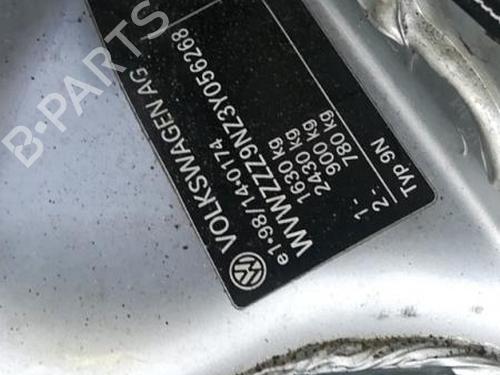 VOLKSWAGEN AG
e1*98/14*0174
WVWZZZ9NZ3Y056268
1630 kg
2430 kg
1- 900 kg
2- 780 kg
TYP 9N
B-PARTS